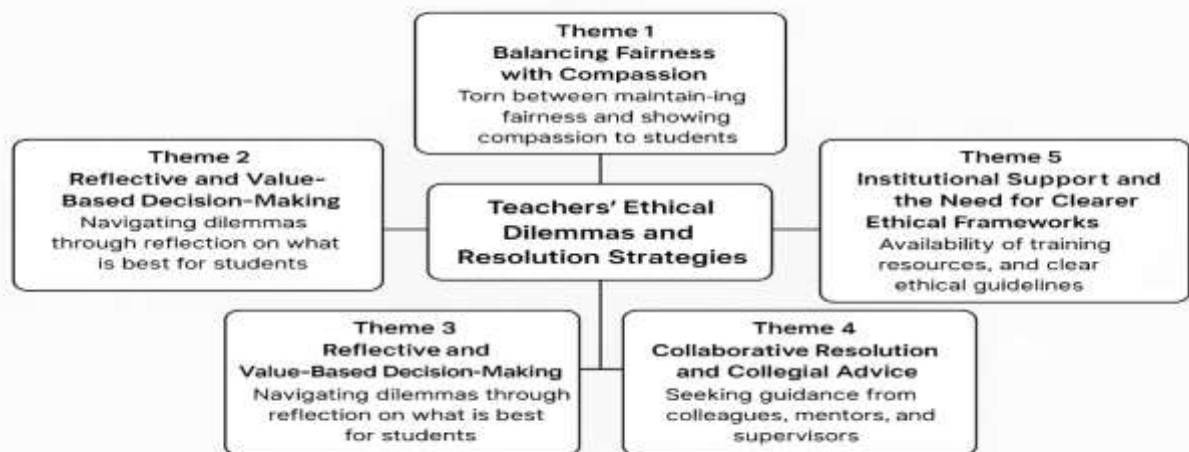 Theme 1
Balancing Fairness
with Compassion
Torn between maintain-ing
fairness and showing
compassion to students
Theme 2
Reflective and Value-
Based Decision-Making
Navigating dilemmas
through reflection on what
is best for students
Teachers' Ethical
Dilemmas and
Resolution Strategies
Theme 5
Institutional Support and
the Need for Clearer
Ethical Frameworks
Availability of training
resources, and clear
ethical guidelines
Theme 3
Reflective and
Value-Based Decision-Making
Navigating dilemmas through
reflection on what is best
for students
Theme 4
Collaborative Resolution
and Collegial Advice
Seeking guidance from
colleagues, mentors, and
supervisors